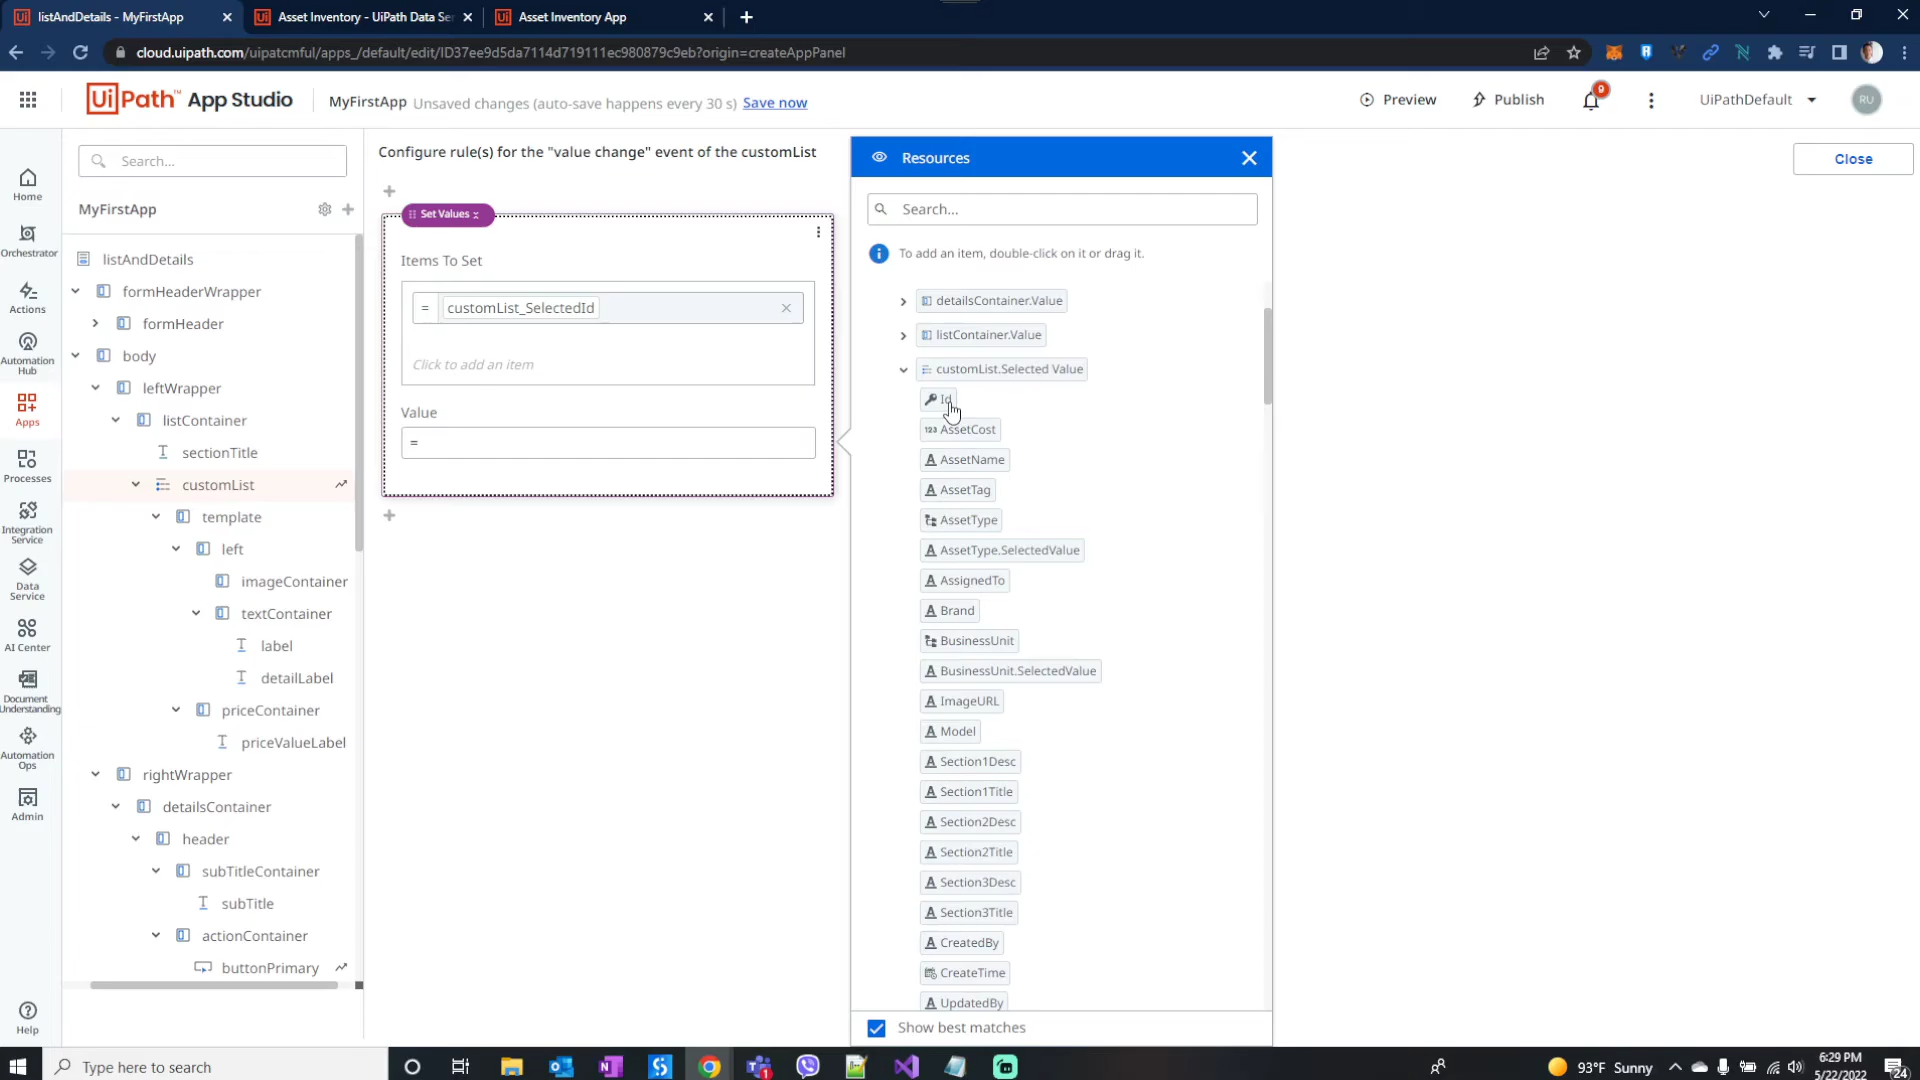 listAndDetails - MyFirstApp
Asset Inventory - UiPath Data Ser
Asset Inventory App
cloud.uipath.com/uipatcmful/apps_/default/edit/ID37ee9d5da7114d719111ec980879c9eb?origin=createAppPanel
UiPath™ App Studio
MyFirstApp Unsaved changes (auto-save happens every 30 s) Save now
Preview
Publish
9
UiPathDefault
RU
Home
Orchestrator
Actions
Automation Hub
Apps
Processes
Integration Service
Data Service
AI Center
Document Understanding
Automation Ops
Admin
Help
Search...
MyFirstApp
listAndDetails
formHeaderWrapper
formHeader
body
leftWrapper
listContainer
sectionTitle
customList
template
left
imageContainer
textContainer
label
detailLabel
priceContainer
priceValueLabel
rightWrapper
detailsContainer
header
subTitleContainer
subTitle
actionContainer
buttonPrimary
Configure rule(s) for the "value change" event of the customList
Set Values
Items To Set
= customList_SelectedId
Click to add an item
Value
=
Resources
Search...
To add an item, double-click on it or drag it.
detailsContainer.Value
listContainer.Value
customList.Selected Value
Id
123 AssetCost
A AssetName
A AssetTag
AssetType
A AssetType.SelectedValue
A AssignedTo
A Brand
BusinessUnit
A BusinessUnit.SelectedValue
A ImageURL
A Model
A Section1Desc
A Section1Title
A Section2Desc
A Section2Title
A Section3Desc
A Section3Title
A CreatedBy
CreateTime
A UpdatedBy
Show best matches
Close
Type here to search
93°F Sunny
6:29 PM
5/22/2022
24